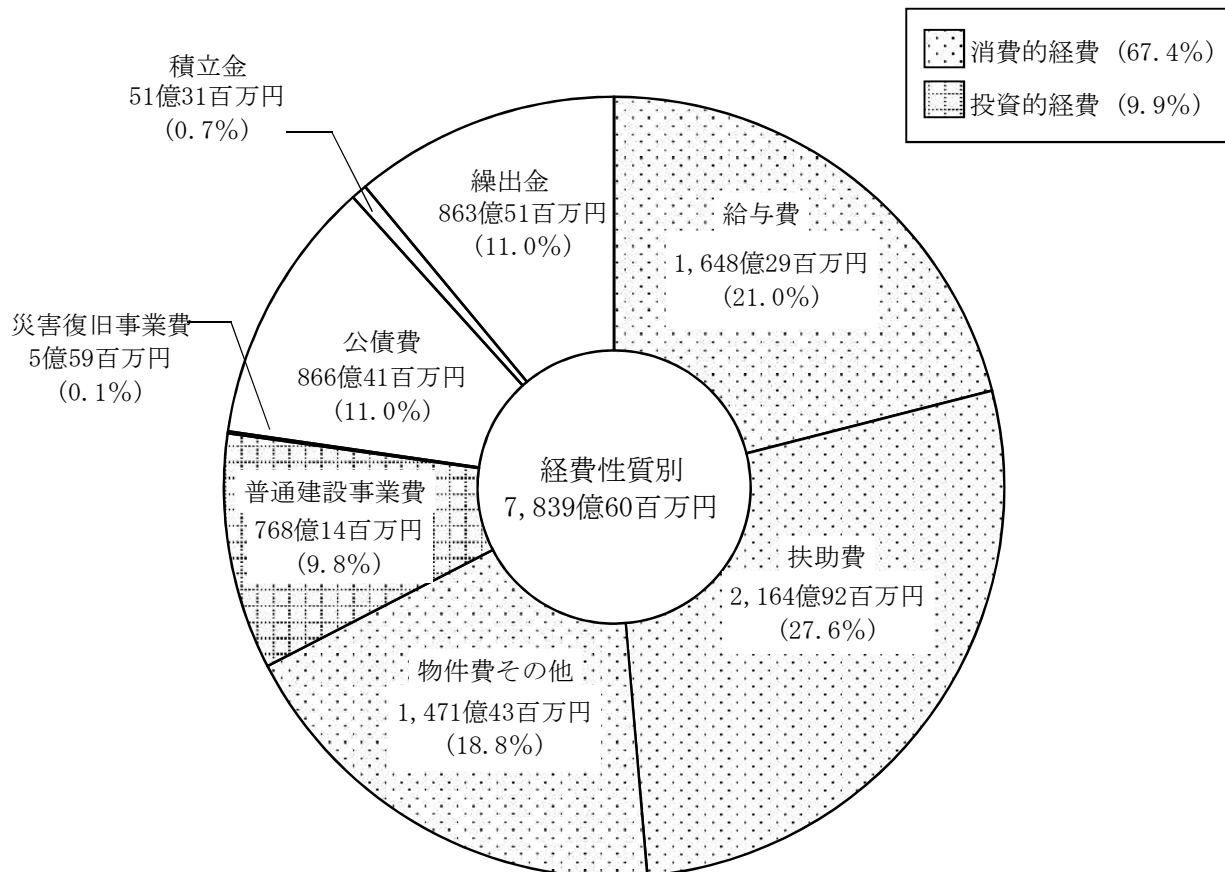 消費的経費 (67.4%)
投資的経費 (9.9%)
積立金
51億31百万円
(0.7%)
繰出金
863億51百万円
(11.0%)
給与費
1,648億29百万円
(21.0%)
災害復旧事業費
5億59百万円
(0.1%)
公債費
866億41百万円
(11.0%)
経費性質別
7,839億60百万円
普通建設事業費
768億14百万円
(9.8%)
扶助費
2,164億92百万円
(27.6%)
物件費その他
1,471億43百万円
(18.8%)